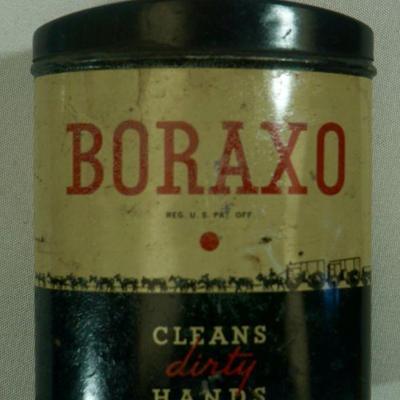 BORAXO
REG. U. S. PAT. OFF.
CLEANS
dirty
HANDS